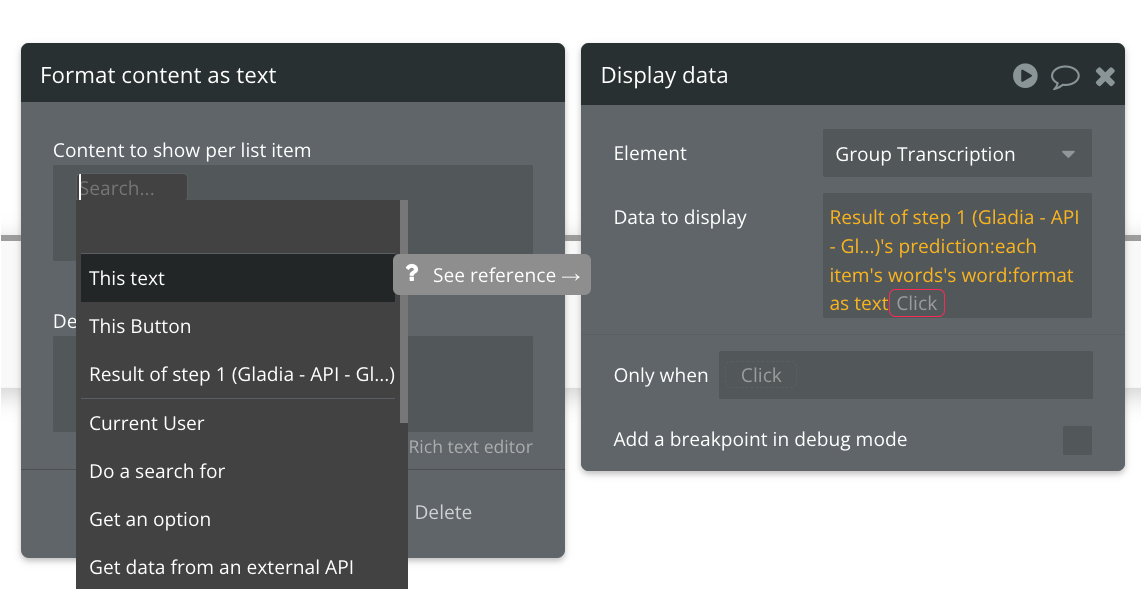 Format content as text
Content to show per list item
Search...
This text
? See reference →
De
This Button
Result of step 1 (Gladia - API - Gl...)
Current User
Rich text editor
Do a search for
Get an option
Delete
Get data from an external API
Display data
Element
Group Transcription
Data to display
Result of step 1 (Gladia - API
- Gl...)'s prediction:each
item's words's word:format
as text Click
Only when
Click
Add a breakpoint in debug mode